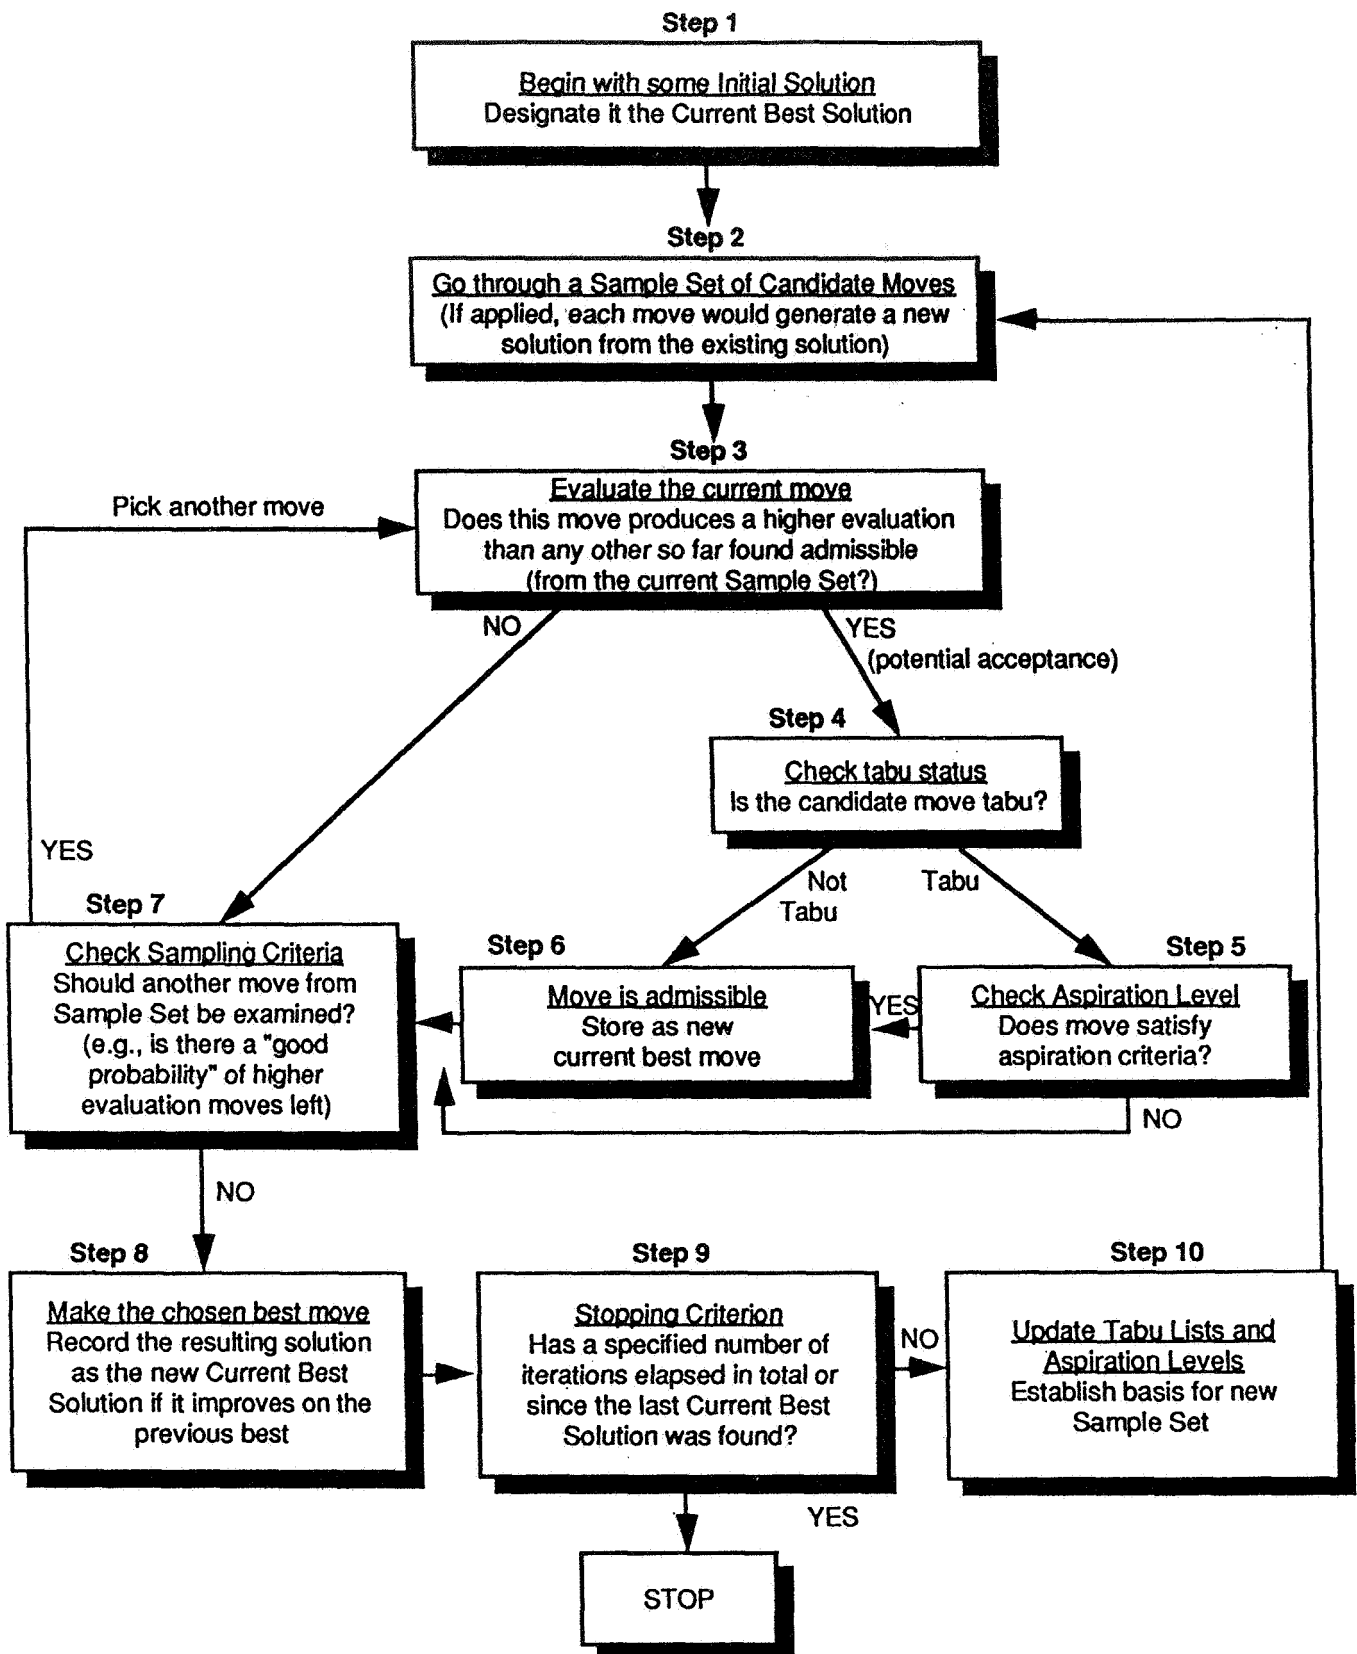 Step 1
Begin with some Initial Solution
Designate it the Current Best Solution
Step 2
Go through a Sample Set of Candidate Moves
(If applied, each move would generate a new
solution from the existing solution)
Step 3
Pick another move
Evaluate the current move
Does this move produces a higher evaluation
than any other so far found admissible
(from the current Sample Set?)
NO
YES
(potential acceptance)
Step 4
Check tabu status
Is the candidate move tabu?
YES
Not
Tabu
Tabu
Step 7
Check Sampling Criteria
Should another move from
Sample Set be examined?
(e.g., is there a "good
probability" of higher
evaluation moves left)
Step 6
Move is admissible
Store as new
current best move
YES
Step 5
Check Aspiration Level
Does move satisfy
aspiration criteria?
NO
NO
Step 8
Make the chosen best move
Record the resulting solution
as the new Current Best
Solution if it improves on the
previous best
Step 9
Stopping Criterion
Has a specified number of
iterations elapsed in total or
since the last Current Best
Solution was found?
NO
Step 10
Update Tabu Lists and
Aspiration Levels
Establish basis for new
Sample Set
YES
STOP